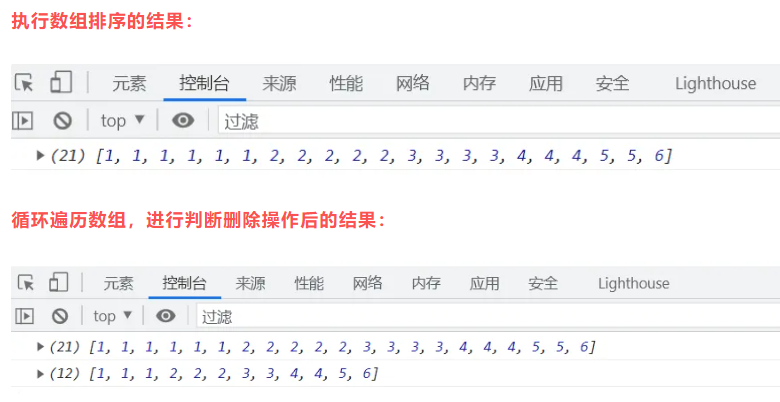 执行数组排序的结果：
元素 控制台 来源 性能 网络 内存 应用 安全 Lighthouse
top ▼ 过滤
▶(21) [1, 1, 1, 1, 1, 1, 2, 2, 2, 2, 2, 3, 3, 3, 3, 4, 4, 4, 5, 5, 6]
循环遍历数组，进行判断删除操作后的结果：
元素 控制台 来源 性能 网络 内存 应用 安全 Lighthouse
top ▼ 过滤
▶(21) [1, 1, 1, 1, 1, 1, 2, 2, 2, 2, 2, 3, 3, 3, 3, 4, 4, 4, 5, 5, 6]
▶(12) [1, 1, 1, 2, 2, 2, 3, 3, 4, 4, 5, 6]